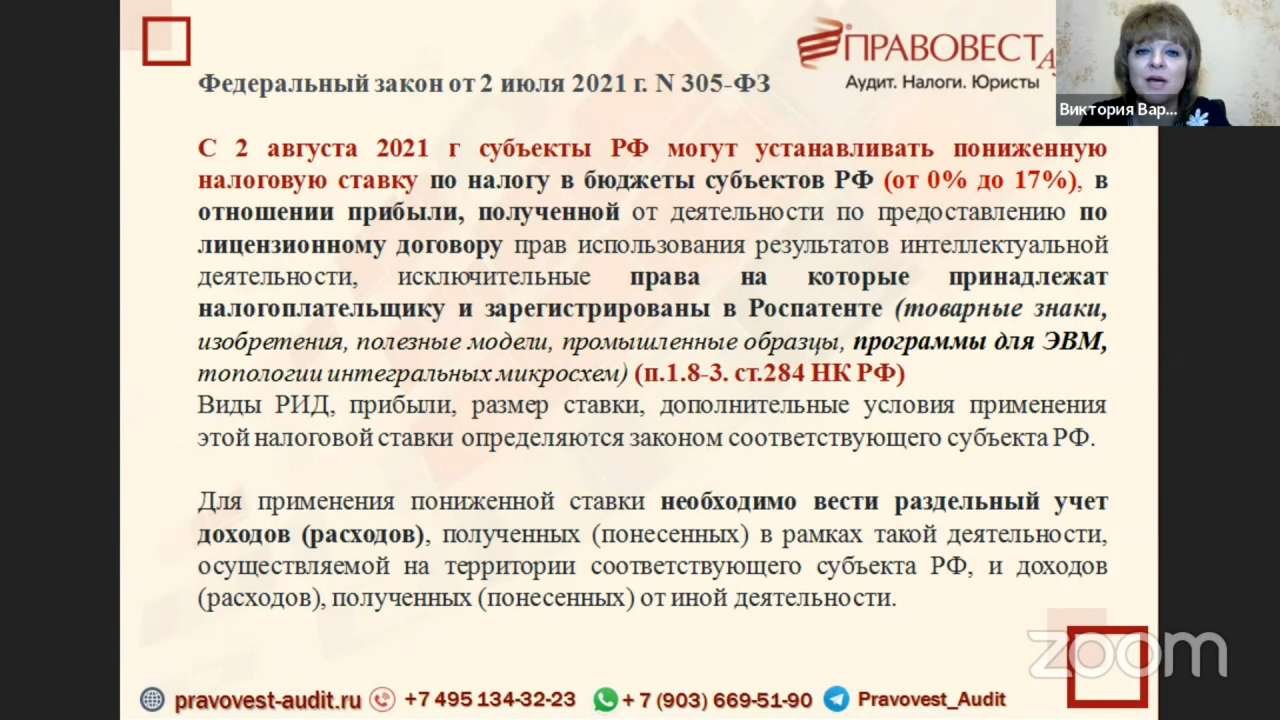 ПРАВОВЕСТ
Аудит. Налоги. Юристы
Виктория Вар...
Федеральный закон от 2 июля 2021 г. N 305-ФЗ
С 2 августа 2021 г субъекты РФ могут устанавливать пониженную
налоговую ставку по налогу в бюджеты субъектов РФ (от 0% до 17%), в
отношении прибыли, полученной от деятельности по предоставлению по
лицензионному договору прав использования результатов интеллектуальной
деятельности, исключительные права на которые принадлежат
налогоплательщику и зарегистрированы в Роспатенте (товарные знаки,
изобретения, полезные модели, промышленные образцы, программы для ЭВМ,
топологии интегральных микросхем) (п.1.8-3. ст.284 НК РФ)
Виды РИД, прибыли, размер ставки, дополнительные условия применения
этой налоговой ставки определяются законом соответствующего субъекта РФ.
Для применения пониженной ставки необходимо вести раздельный учет
доходов (расходов), полученных (понесенных) в рамках такой деятельности,
осуществляемой на территории соответствующего субъекта РФ, и доходов
(расходов), полученных (понесенных) от иной деятельности.
zoom
pravovest-audit.ru +7 495 134-32-23 + 7 (903) 669-51-90 Pravovest_Audit